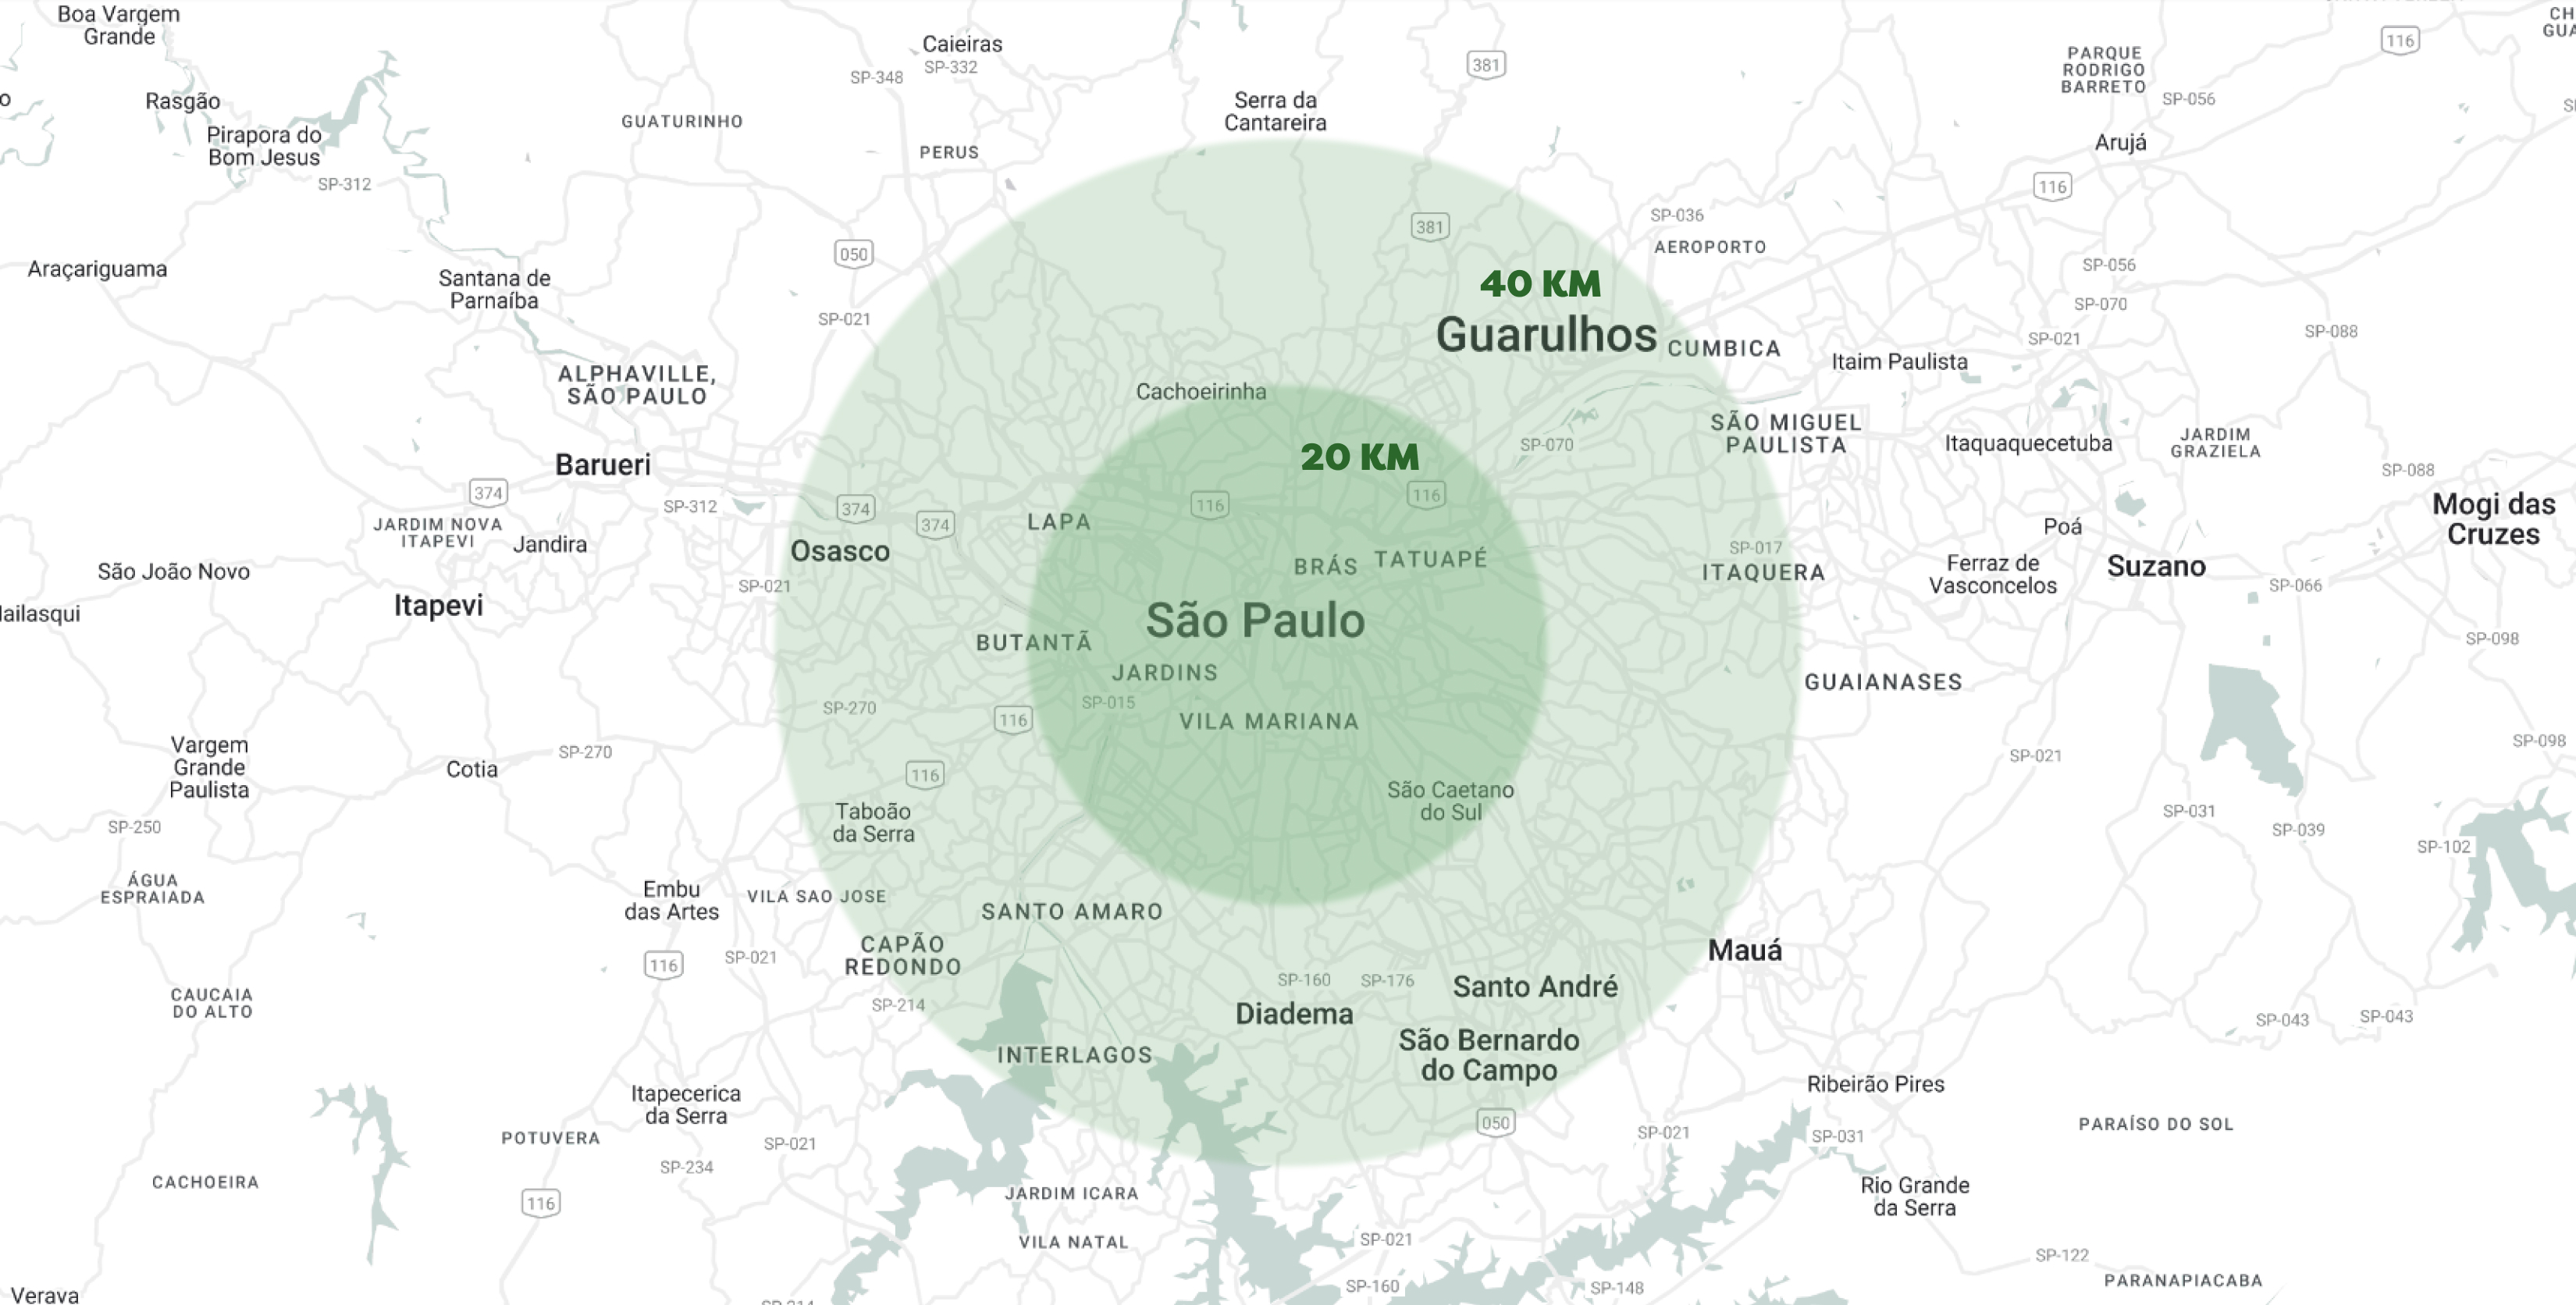 Boa Vargem
Grande
Caieiras
SP-332
SP-348
381
116
CH
GUA
PARQUE
RODRIGO
BARRETO
SP-056
Rasgão
Serra da
Cantareira
GUATURINHO
Pirapora do
Bom Jesus
PERUS
Arujá
SP-312
116
SP-036
381
AEROPORTO
050
Araçariguama
SP-056
Santana de
Parnaíba
40 KM
SP-070
SP-021
Guarulhos
CUMBICA
SP-021
SP-088
Itaim Paulista
ALPHAVILLE,
SÃO PAULO
Cachoeirinha
SÃO MIGUEL
PAULISTA
SP-070
Itaquaquecetuba
JARDIM
GRAZIELA
20 KM
Barueri
SP-088
374
SP-312
374
374
116
116
Mogi das
Cruzes
JARDIM NOVA
ITAPEVI
Jandira
LAPA
Poá
Osasco
BRÁS
TATUAPÉ
SP-017
ITAQUERA
Ferraz de
Vasconcelos
Suzano
São João Novo
SP-021
SP-066
Itapevi
São Paulo
ailasqui
BUTANTÃ
SP-098
JARDINS
GUAIANASES
SP-015
SP-270
116
VILA MARIANA
Vargem
Grande
Paulista
SP-270
Cotia
SP-021
SP-098
116
São Caetano
do Sul
Taboão
da Serra
SP-031
SP-250
SP-039
SP-102
ÁGUA
ESPRAIADA
Embu
das Artes
VILA SAO JOSE
SANTO AMARO
CAPÃO
REDONDO
Mauá
116
SP-021
SP-160
SP-176
Santo André
CAUCAIA
DO ALTO
SP-214
Diadema
SP-043
SP-043
São Bernardo
do Campo
INTERLAGOS
Ribeirão Pires
Itapecerica
da Serra
050
PARAÍSO DO SOL
POTUVERA
SP-021
SP-021
SP-031
SP-234
CACHOEIRA
JARDIM ICARA
Rio Grande
da Serra
116
VILA NATAL
SP-021
SP-122
SP-160
SP-148
PARANAPIACABA
Verava